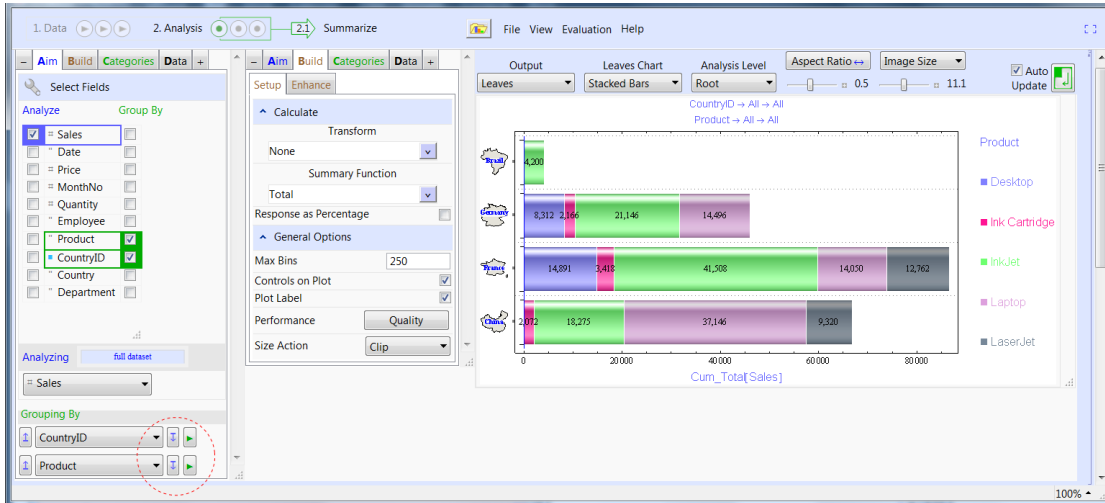 1. Data 2. Analysis 2.1 Summarize File View Evaluation Help
– Aim Build Categories Data +
Select Fields
Analyze Group By
Sales
Date
Price
MonthNo
Quantity
Employee
Product
CountryID
Country
Department
Analyzing full dataset
Sales
Grouping By
CountryID
Product
– Aim Build Categories Data +
Setup Enhance
Calculate
Transform
None
Summary Function
Total
Response as Percentage
General Options
Max Bins 250
Controls on Plot
Plot Label
Performance Quality
Size Action Clip
Output Leaves Chart Analysis Level Aspect Ratio ↔ Image Size
Leaves Stacked Bars Root 0.5 11.1 Auto Update
CountryID → All → All
Product → All → All
Brazil 4,200
Germany 8,312 2,166 21,146 14,496
France 14,891 3,418 41,508 14,050 12,762
China 2,072 18,275 37,146 9,320
0 20000 40000 60000 80000
Cum_Total[Sales]
Product
Desktop
Ink Cartridge
InkJet
Laptop
LaserJet
100%